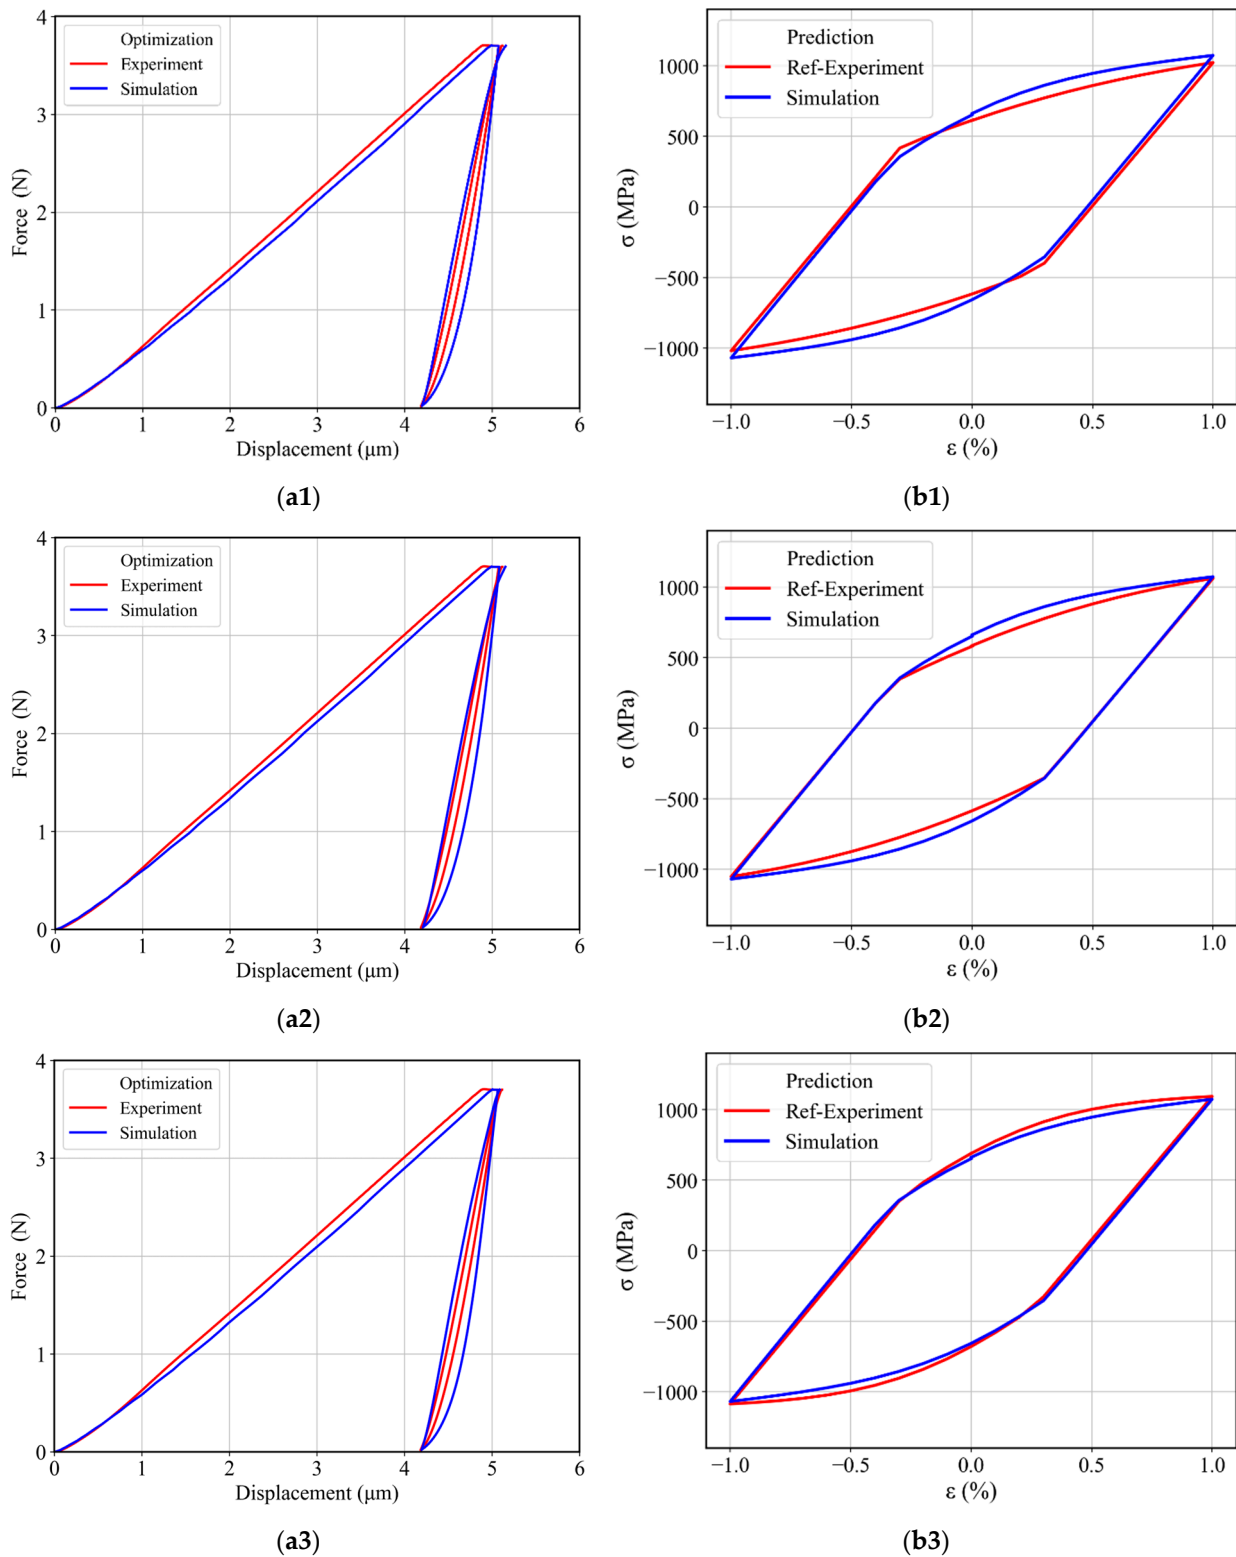 4
3
2
1
0
Force (N)
Optimization
Experiment
Simulation
0 1 2 3 4 5 6
Displacement (μm)
(a1)
1000
500
0
−500
−1000
σ (MPa)
Prediction
Ref-Experiment
Simulation
−1.0 −0.5 0.0 0.5 1.0
ε (%)
(b1)
4
3
2
1
0
Force (N)
Optimization
Experiment
Simulation
0 1 2 3 4 5 6
Displacement (μm)
(a2)
1000
500
0
−500
−1000
σ (MPa)
Prediction
Ref-Experiment
Simulation
−1.0 −0.5 0.0 0.5 1.0
ε (%)
(b2)
4
3
2
1
0
Force (N)
Optimization
Experiment
Simulation
0 1 2 3 4 5 6
Displacement (μm)
(a3)
1000
500
0
−500
−1000
σ (MPa)
Prediction
Ref-Experiment
Simulation
−1.0 −0.5 0.0 0.5 1.0
ε (%)
(b3)